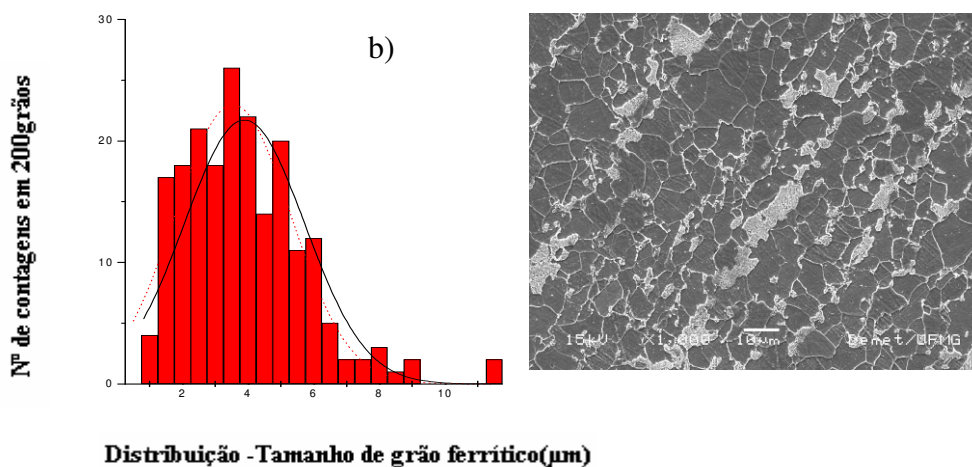 30
20
10
0
Nº de contagens em 200grãos
b)
2 4 6 8 10
Distribuição -Tamanho de grão ferrítico(µm)
15kV X1,000 10µm Demet/UFMG